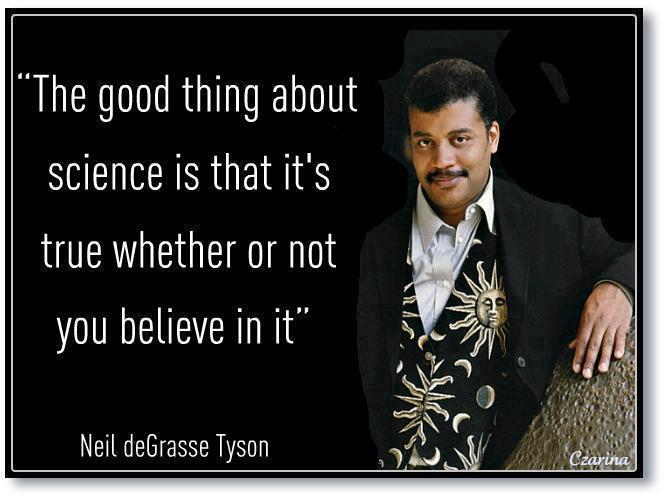 “The good thing about
science is that it's
true whether or not
you believe in it”
Neil deGrasse Tyson
Czarina